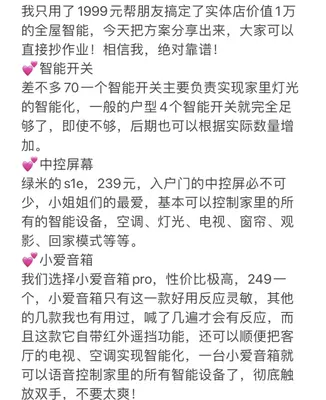 我只用了1999元帮朋友搞定了实体店价值1万
的全屋智能，今天把方案分享出来，大家可以
直接抄作业！相信我，绝对靠谱！
💕智能开关
差不多70一个智能开关主要负责实现家里灯光
的智能化，一般的户型4个智能开关就完全足
够了，即使不够，后期也可以根据实际数量增
加。
💕中控屏幕
绿米的s1e，239元，入户门的中控屏必不可
少，小姐姐们的最爱，基本可以控制家里的所
有的智能设备，空调、灯光、电视、窗帘、观
影、回家模式等等。
💕小爱音箱
我们选择小爱音箱pro，性价比极高，249一
个，小爱音箱只有这一款好用反应灵敏，其他
的几款我也有用过，喊了几遍才会有反应，而
且这款它自带红外遥挡功能，还可以顺便把客
厅的电视、空调实现智能化，一台小爱音箱就
可以语音控制家里的所有智能设备了，彻底触
放双手，不要太爽！